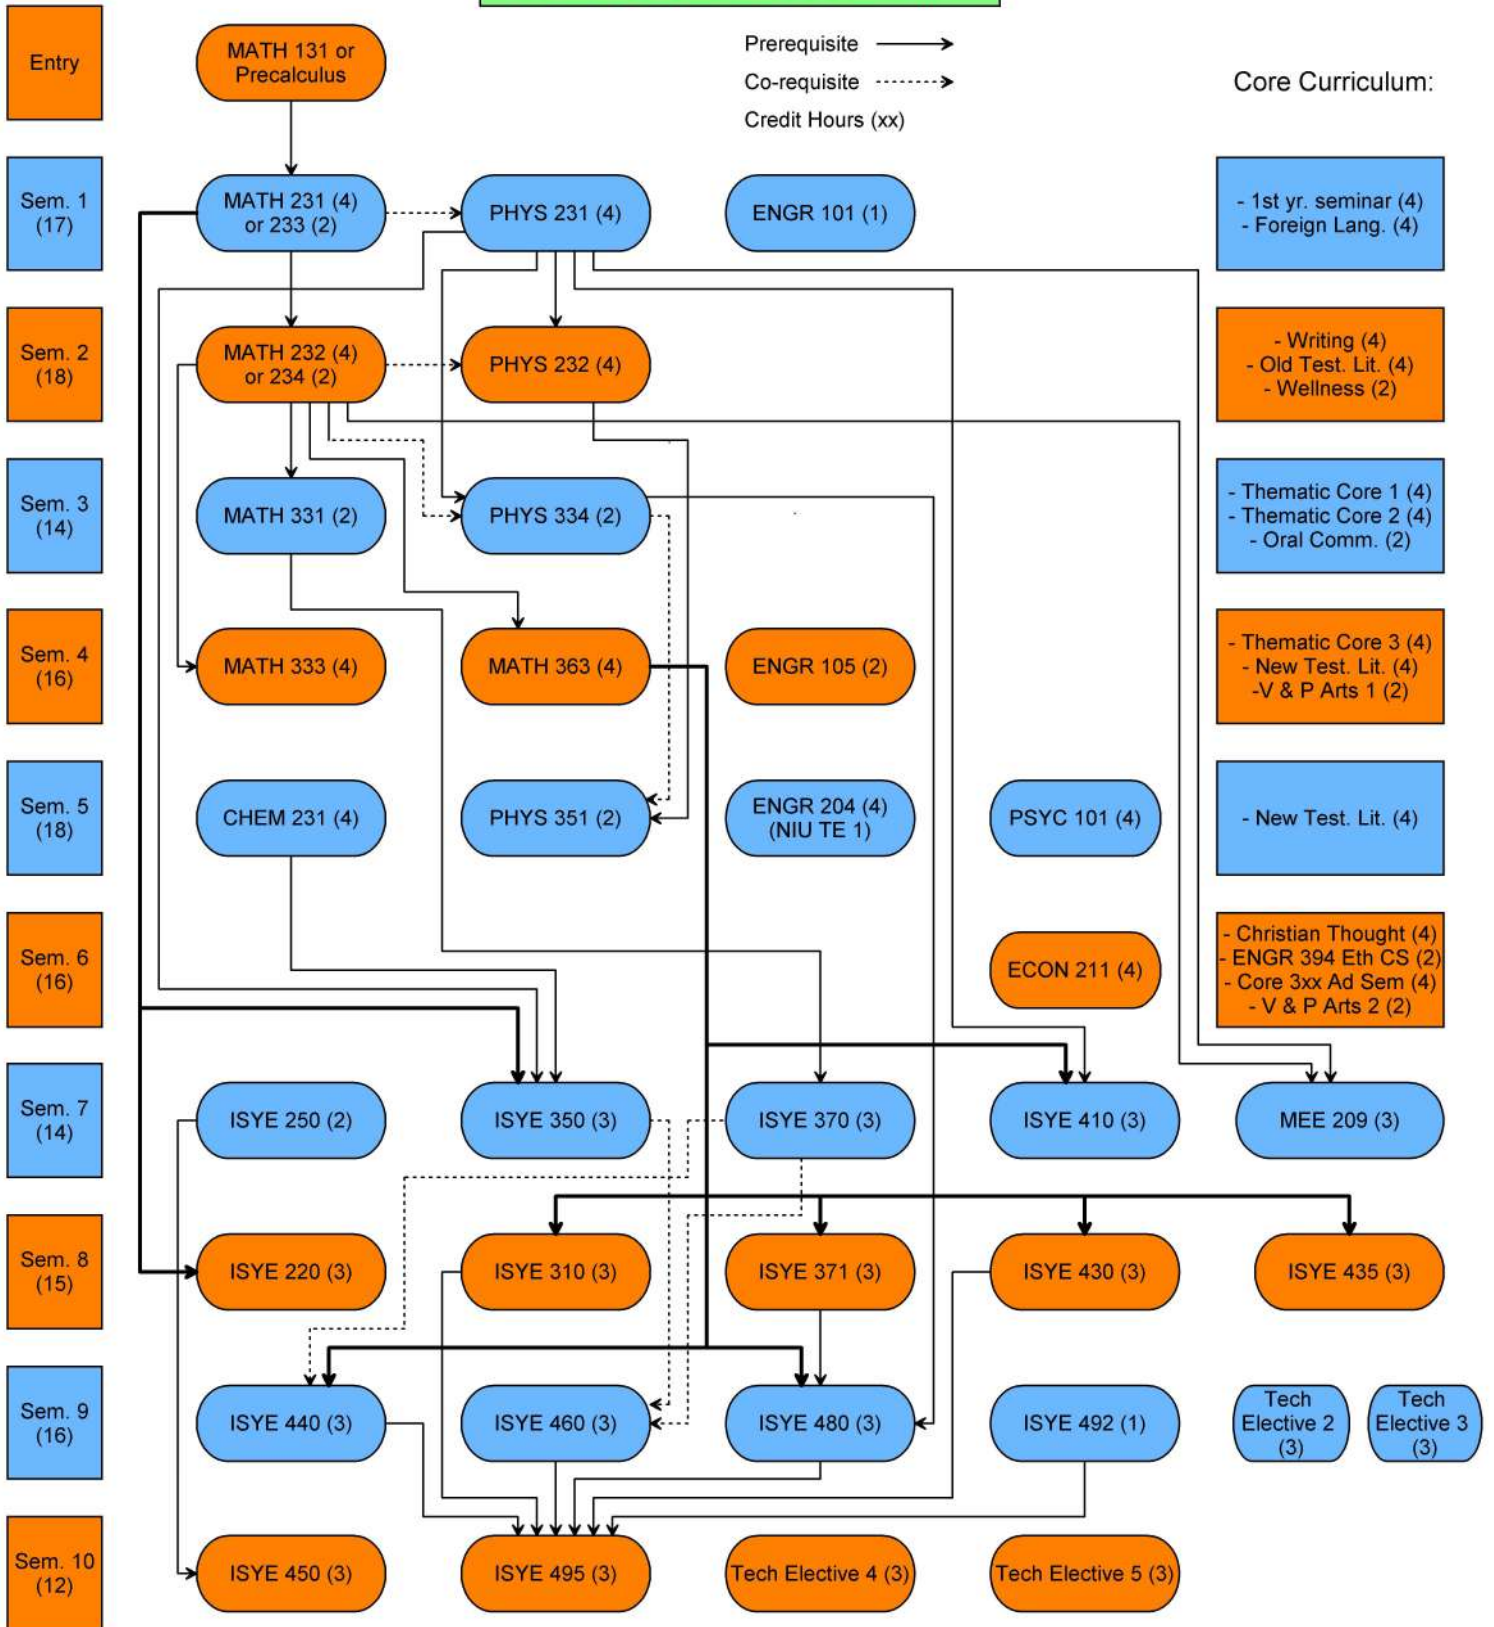 Entry
MATH 131 or
Precalculus
Prerequisite
Co-requisite
Credit Hours (xx)
Core Curriculum:
Sem. 1
(17)
MATH 231 (4)
or 233 (2)
PHYS 231 (4)
ENGR 101 (1)
- 1st yr. seminar (4)
- Foreign Lang. (4)
Sem. 2
(18)
MATH 232 (4)
or 234 (2)
PHYS 232 (4)
- Writing (4)
- Old Test. Lit. (4)
- Wellness (2)
Sem. 3
(14)
MATH 331 (2)
PHYS 334 (2)
- Thematic Core 1 (4)
- Thematic Core 2 (4)
- Oral Comm. (2)
Sem. 4
(16)
MATH 333 (4)
MATH 363 (4)
ENGR 105 (2)
- Thematic Core 3 (4)
- New Test. Lit. (4)
-V & P Arts 1 (2)
Sem. 5
(18)
CHEM 231 (4)
PHYS 351 (2)
ENGR 204 (4)
(NIU TE 1)
PSYC 101 (4)
- New Test. Lit. (4)
Sem. 6
(16)
ECON 211 (4)
- Christian Thought (4)
- ENGR 394 Eth CS (2)
- Core 3xx Ad Sem (4)
- V & P Arts 2 (2)
Sem. 7
(14)
ISYE 250 (2)
ISYE 350 (3)
ISYE 370 (3)
ISYE 410 (3)
MEE 209 (3)
Sem. 8
(15)
ISYE 220 (3)
ISYE 310 (3)
ISYE 371 (3)
ISYE 430 (3)
ISYE 435 (3)
Sem. 9
(16)
ISYE 440 (3)
ISYE 460 (3)
ISYE 480 (3)
ISYE 492 (1)
Tech
Elective 2
(3)
Tech
Elective 3
(3)
Sem. 10
(12)
ISYE 450 (3)
ISYE 495 (3)
Tech Elective 4 (3)
Tech Elective 5 (3)